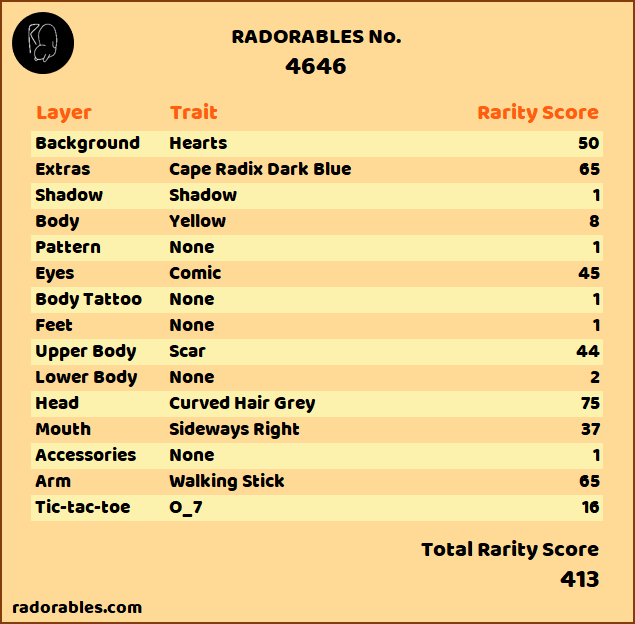 RADORABLES No.
4646
Layer Trait Rarity Score
Background Hearts 50
Extras Cape Radix Dark Blue 65
Shadow Shadow 1
Body Yellow 8
Pattern None 1
Eyes Comic 45
Body Tattoo None 1
Feet None 1
Upper Body Scar 44
Lower Body None 2
Head Curved Hair Grey 75
Mouth Sideways Right 37
Accessories None 1
Arm Walking Stick 65
Tic-tac-toe O_7 16
Total Rarity Score
413
radorables.com